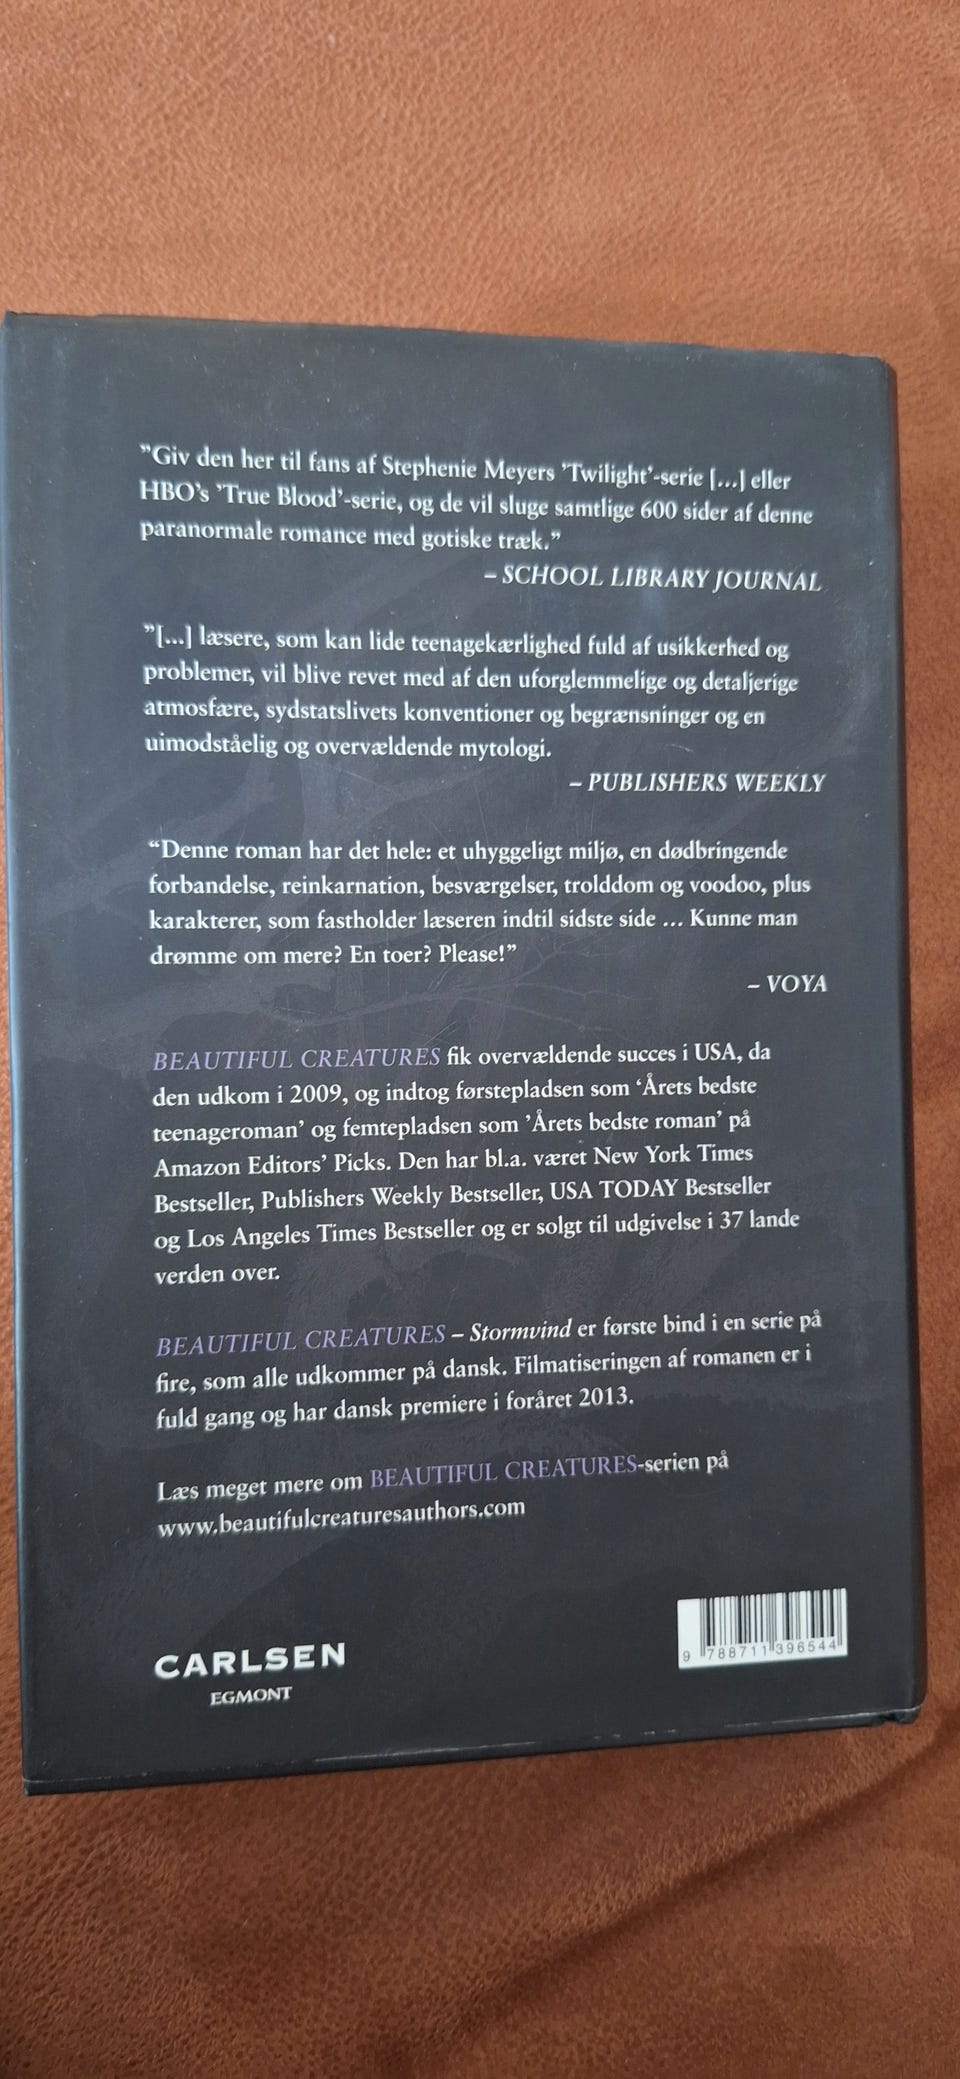 ”Giv den her til fans af Stephenie Meyers ’Twilight’-serie [...] eller
HBO’s ’True Blood’-serie, og de vil sluge samtlige 600 sider af denne
paranormale romance med gotiske træk.”
– SCHOOL LIBRARY JOURNAL
”[...] læsere, som kan lide teenagekærlighed fuld af usikkerhed og
problemer, vil blive revet med af den uforglemmelige og detaljerige
atmosfære, sydstatslivets konventioner og begrænsninger og en
uimodståelig og overvældende mytologi.
– PUBLISHERS WEEKLY
“Denne roman har det hele: et uhyggeligt miljø, en dødbringende
forbandelse, reinkarnation, besværgelser, trolddom og voodoo, plus
karakterer, som fastholder læseren indtil sidste side ... Kunne man
drømme om mere? En toer? Please!”
– VOYA
BEAUTIFUL CREATURES fik overvældende succes i USA, da
den udkom i 2009, og indtog førstepladsen som ‘Årets bedste
teenageroman’ og femtepladsen som ’Årets bedste roman’ på
Amazon Editors’ Picks. Den har bl.a. været New York Times
Bestseller, Publishers Weekly Bestseller, USA TODAY Bestseller
og Los Angeles Times Bestseller og er solgt til udgivelse i 37 lande
verden over.
BEAUTIFUL CREATURES – Stormvind er første bind i en serie på
fire, som alle udkommer på dansk. Filmatiseringen af romanen er i
fuld gang og har dansk premiere i foråret 2013.
Læs meget mere om BEAUTIFUL CREATURES-serien på
www.beautifulcreaturesauthors.com
CARLSEN
EGMONT
9 788711 396544